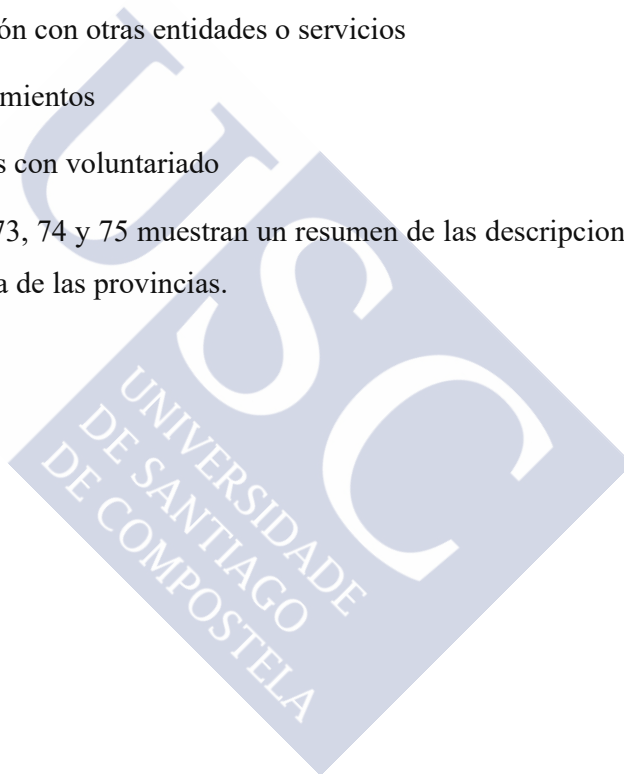 ón con otras entidades o servicios
mientos
s con voluntariado
73, 74 y 75 muestran un resumen de las descripcion
a de las provincias.
USC
UNIVERSIDADE
DE SANTIAGO
DE COMPOSTELA